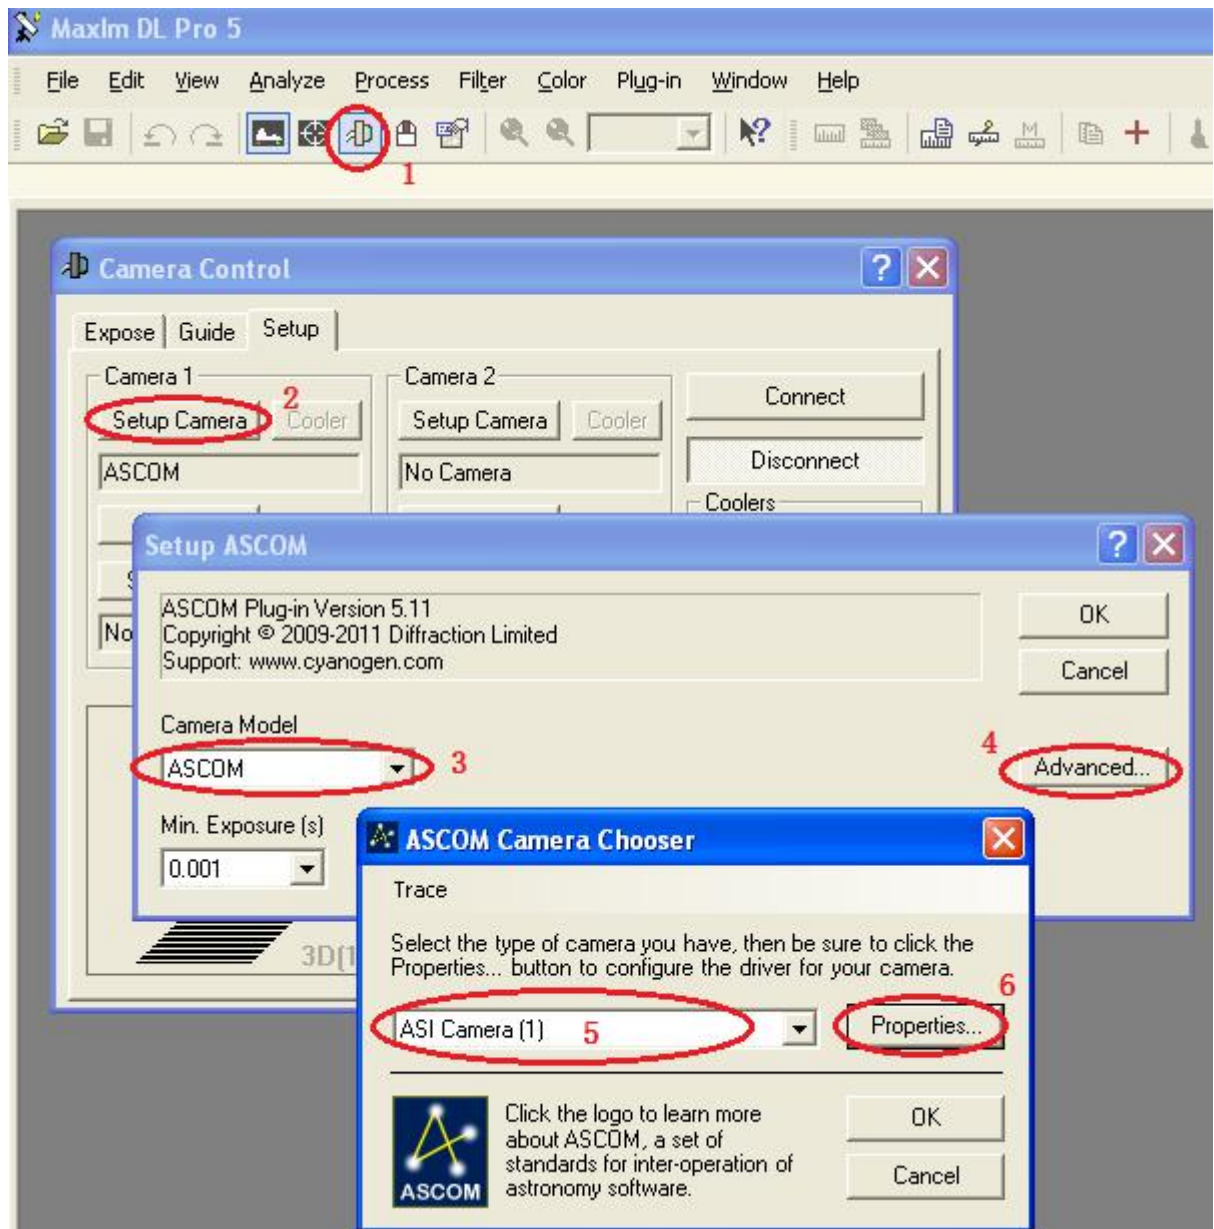 MaxIm DL Pro 5
File Edit View Analyze Process Filter Color Plug-in Window Help
1
Camera Control
Expose Guide Setup
Camera 1
Camera 2
2
Setup Camera Cooler
Setup Camera Cooler
Connect
ASCOM
No Camera
Disconnect
Coolers
Setup ASCOM
S
No
ASCOM Plug-in Version 5.11
Copyright © 2009-2011 Diffraction Limited
Support: www.cyanogen.com
OK
Cancel
Camera Model
ASCOM
3
4
Advanced...
Min. Exposure (s)
0.001
3D[1
ASCOM Camera Chooser
Trace
Select the type of camera you have, then be sure to click the
Properties... button to configure the driver for your camera.
6
ASI Camera (1) 5
Properties...
ASCOM
Click the logo to learn more
about ASCOM, a set of
standards for inter-operation of
astronomy software.
OK
Cancel